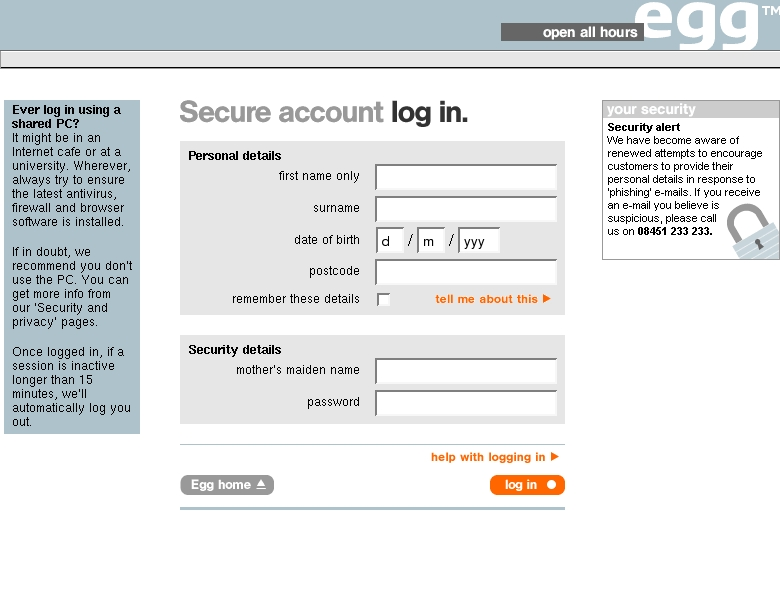 open all hours
egg™
Ever log in using a
shared PC?
It might be in an
Internet cafe or at a
university. Wherever,
always try to ensure
the latest antivirus,
firewall and browser
software is installed.
If in doubt, we
recommend you don't
use the PC. You can
get more info from
our 'Security and
privacy' pages.
Once logged in, if a
session is inactive
longer than 15
minutes, we'll
automatically log you
out.
Secure account log in.
Personal details
first name only
surname
date of birth d / m / yyy
postcode
remember these details tell me about this
Security details
mother's maiden name
password
help with logging in
Egg home log in
your security
Security alert
We have become aware of
renewed attempts to encourage
customers to provide their
personal details in response to
'phishing' e-mails. If you receive
an e-mail you believe is
suspicious, please call
us on 08451 233 233.